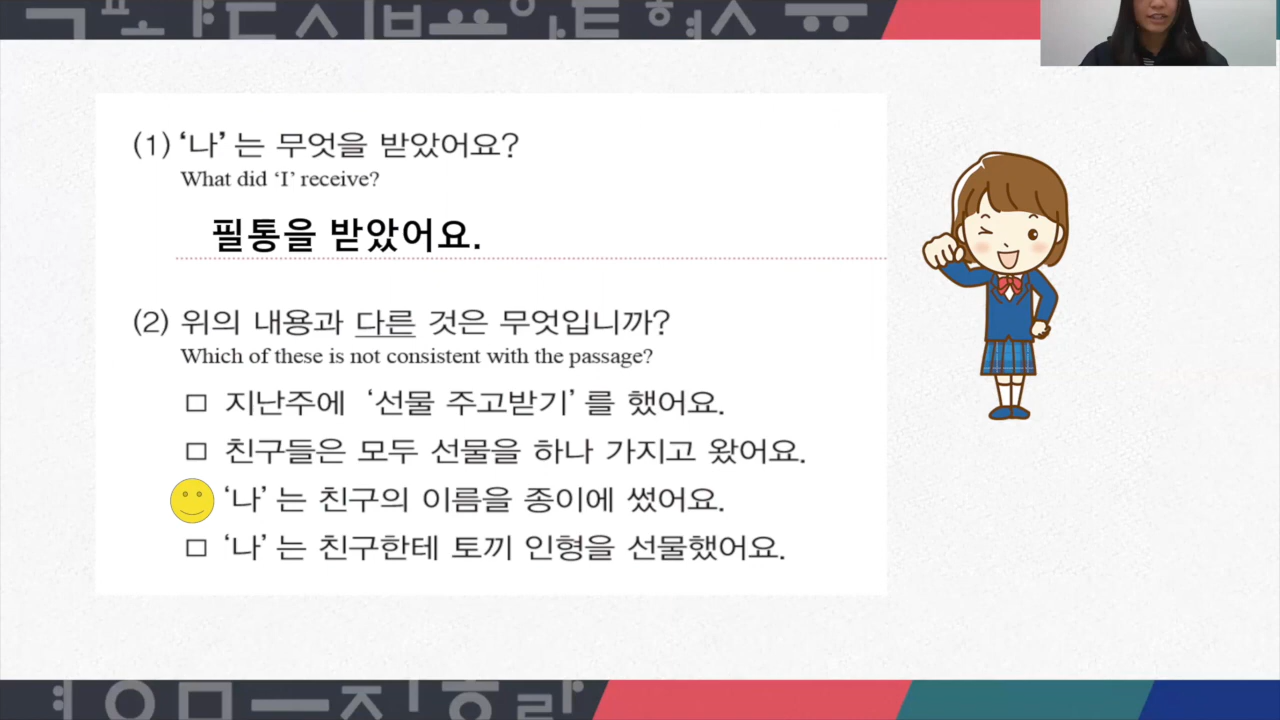 (1) ‘나’는 무엇을 받았어요?
What did ‘I’ receive?
필통을 받았어요.
(2) 위의 내용과 다른 것은 무엇입니까?
Which of these is not consistent with the passage?
□ 지난주에 ‘선물 주고받기’를 했어요.
□ 친구들은 모두 선물을 하나 가지고 왔어요.
‘나’는 친구의 이름을 종이에 썼어요.
□ ‘나’는 친구한테 토끼 인형을 선물했어요.